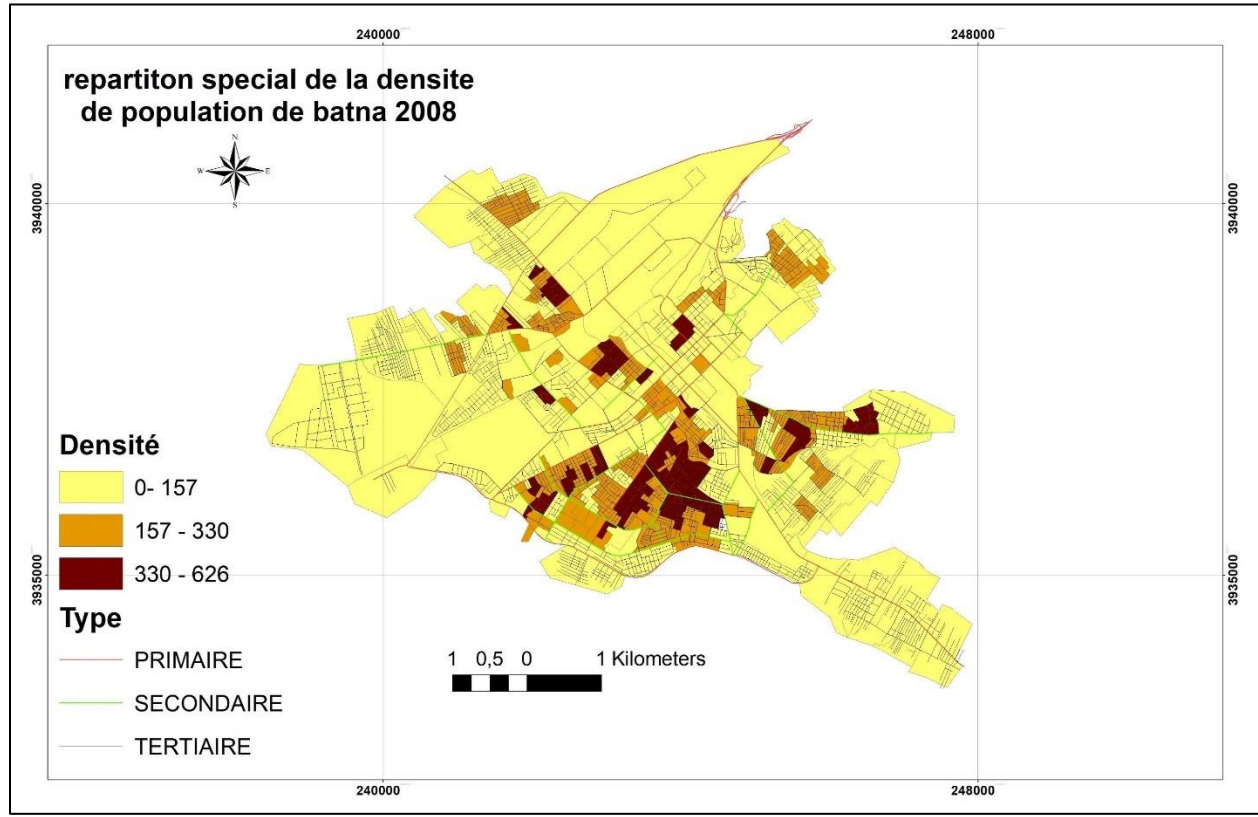 240000
248000
repartiton special de la densite
de population de batna 2008
N
W
E
S
3940000
3940000
Densité
0- 157
157 - 330
330 - 626
3935000
3935000
Type
PRIMAIRE
SECONDAIRE
TERTIAIRE
1 0,5 0 1 Kilometers
240000
248000